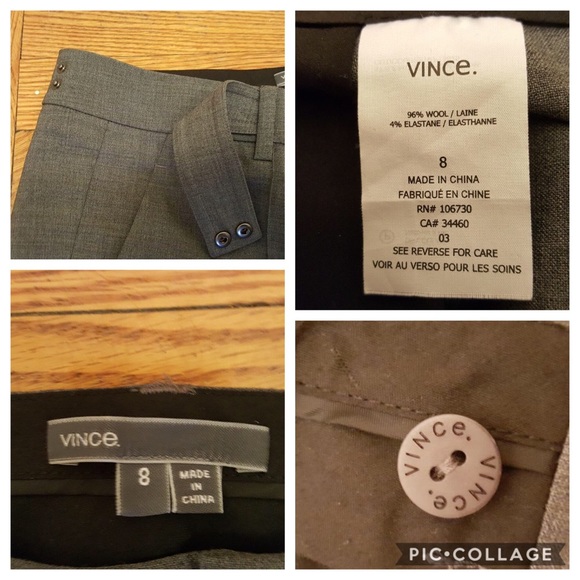 VINCE.
96% WOOL / LAINE
4% ELASTANE / ELASTHANNE
8
MADE IN CHINA
FABRIQUÉ EN CHINE
RN# 106730
CA# 34460
03
SEE REVERSE FOR CARE
VOIR AU VERSO POUR LES SOINS
VINCE.
8
MADE
IN
CHINA
VINCE. VINCE.
PIC•COLLAGE